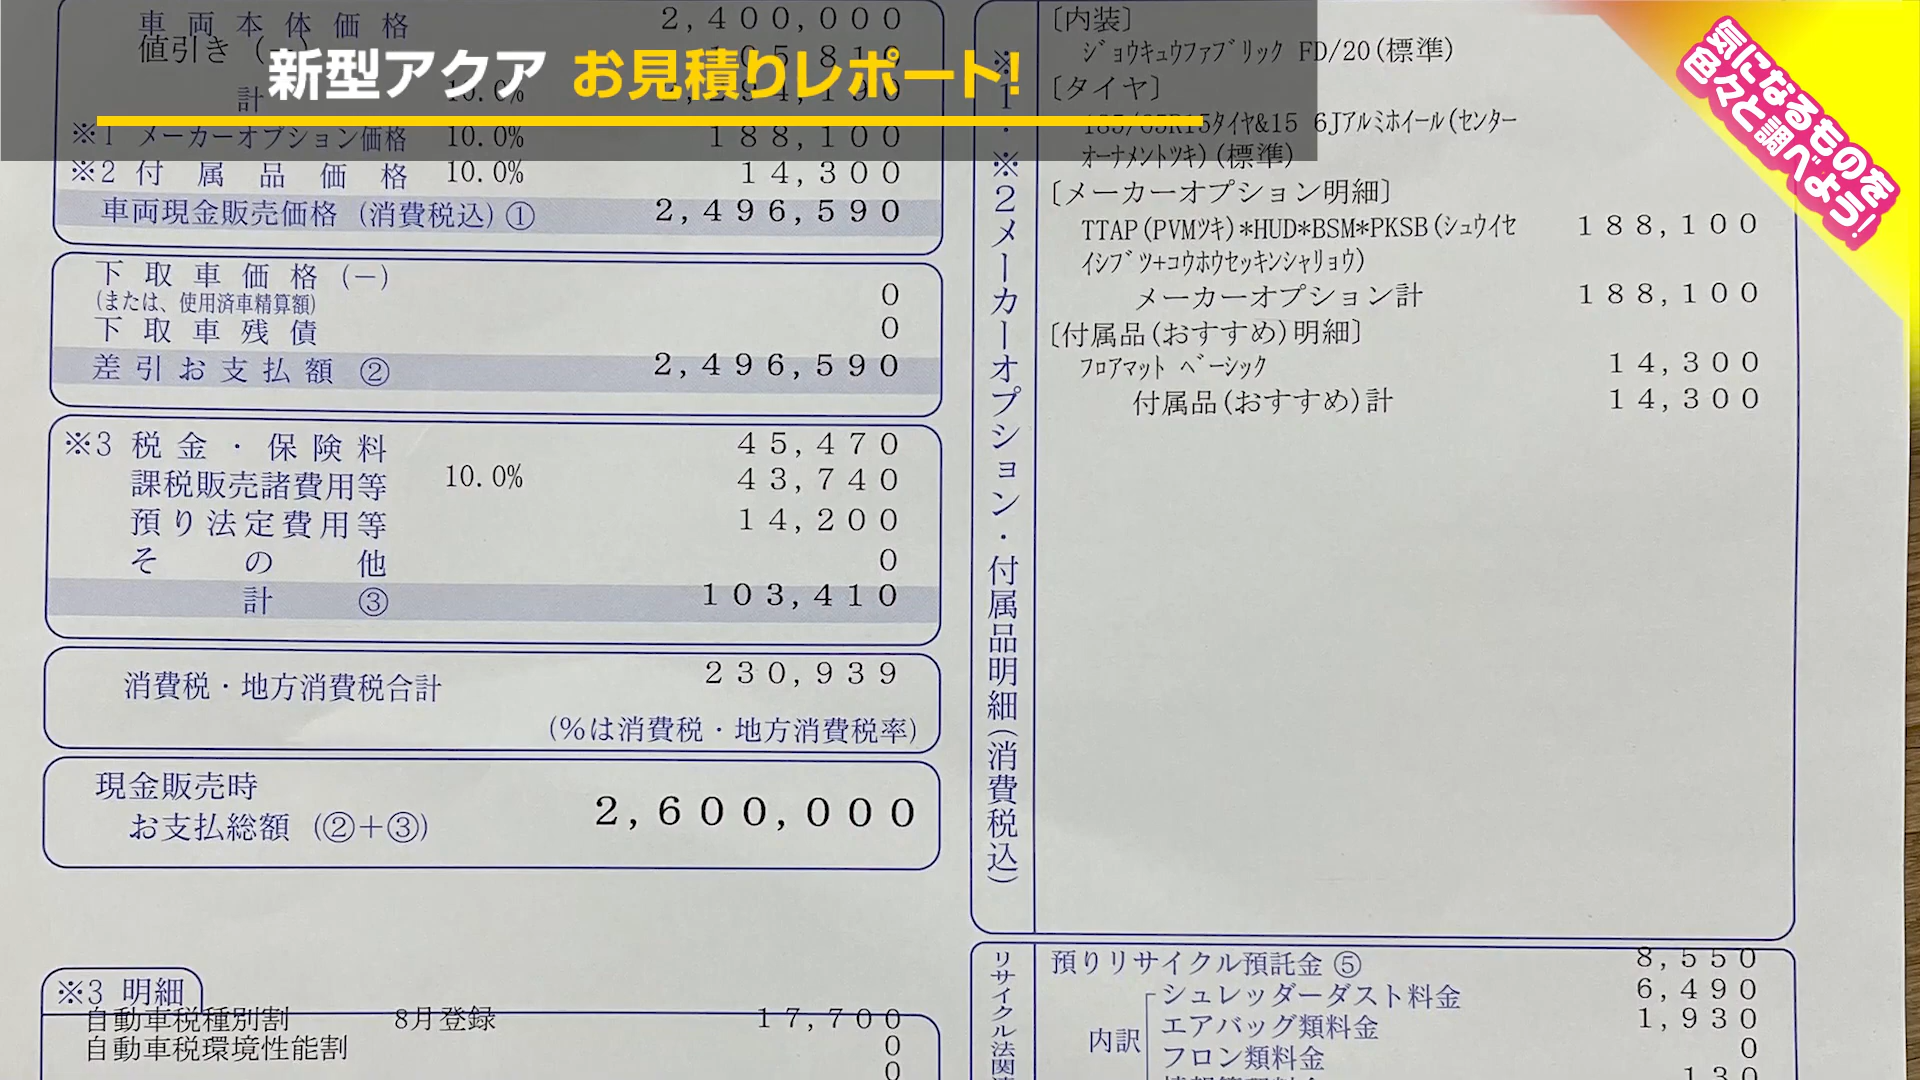 新型アクア お見積りレポート!
気になるものを
色々と調べよう!
車両本体価格 2,400,000
値引き (-) 105,810
計 10.0% 2,294,190
※1 メーカーオプション価格 10.0% 188,100
※2 付属品価格 10.0% 14,300
車両現金販売価格 (消費税込) ① 2,496,590
下取車価格 (-) 0
(または、使用済車精算額)
下取車残債 0
差引お支払額 ② 2,496,590
※3 税金・保険料 45,470
課税販売諸費用等 10.0% 43,740
預り法定費用等 14,200
その他 0
計 ③ 103,410
消費税・地方消費税合計 230,939
(%は消費税・地方消費税率)
現金販売時
お支払総額 (②+③) 2,600,000
※3 明細
自動車税種別割 8月登録 17,700
自動車税環境性能割 0
0
※1・※2メーカーオプション・付属品明細(消費税込)
[内装]
ジョウキュウファブリック FD/20(標準)
[タイヤ]
185/65R15タイヤ&15 6Jアルミホイール(センター
オーナメントツキ)(標準)
[メーカーオプション明細]
TTAP(PVMツキ)*HUD*BSM*PKSB(シュウイセ 188,100
イシブツ+コウホウセッキンシャリョウ)
メーカーオプション計 188,100
[付属品(おすすめ)明細]
フロアマット ベーシック 14,300
付属品(おすすめ)計 14,300
リサイクル法関
預りリサイクル預託金 ⑤ 8,550
内訳
シュレッダーダスト料金 6,490
エアバッグ類料金 1,930
フロン類料金 0
130